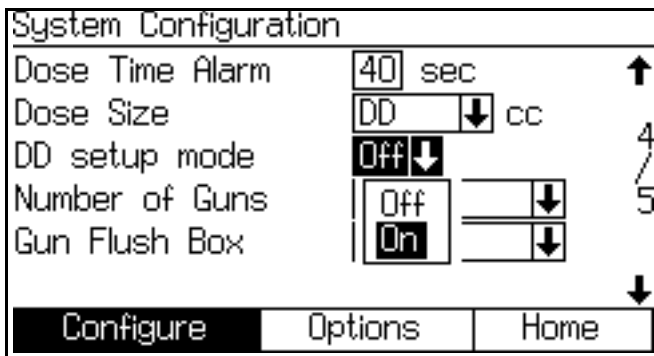 System Configuration
Dose Time Alarm 40 sec
Dose Size DD cc
DD setup mode Off
Number of Guns Off
Gun Flush Box On
4/5
Configure Options Home